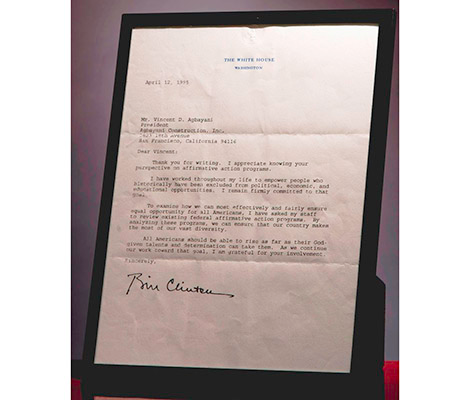 THE WHITE HOUSE
WASHINGTON
April 12, 1995
Mr. Vincent D. Aghayani
President
Aghayani Construction, Inc.
19th Avenue
San Francisco, California 94116
Dear Vincent:
Thank you for writing. I appreciate knowing your
perspective on affirmative action programs.
I have worked throughout my life to empower people who
historically have been excluded from political, economic, and
educational opportunities. I remain firmly committed to that
goal.
To examine how we can most effectively and fairly ensure
equal opportunity for all Americans, I have asked my staff
to review existing federal affirmative action programs. By
analyzing these programs, we can ensure that our country makes
the most of our vast diversity.
All Americans should be able to rise as far as their God-
given talents and determination can take them. As we continue
our work toward that goal, I am grateful for your involvement.
Sincerely,
Bill Clinton